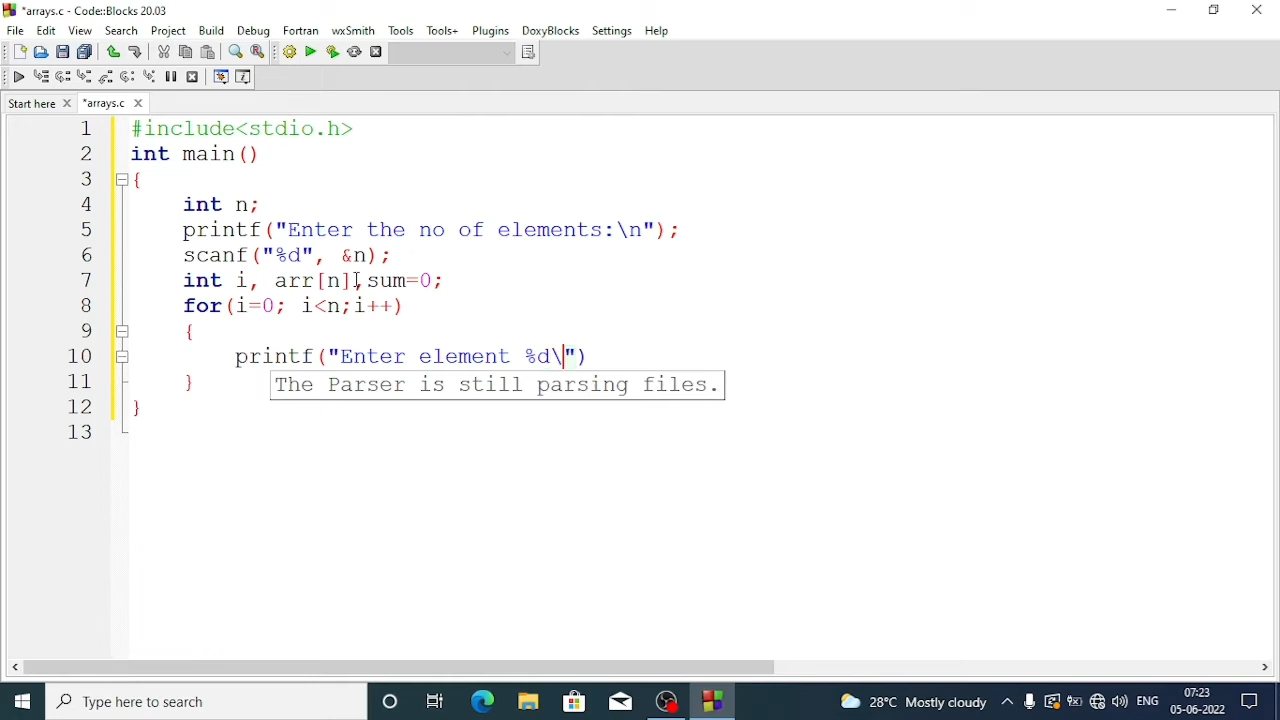 *arrays.c - Code::Blocks 20.03
File Edit View Search Project Build Debug Fortran wxSmith Tools Tools+ Plugins DoxyBlocks Settings Help
Start here *arrays.c
1 #include<stdio.h>
2 int main()
3 {
4 int n;
5 printf("Enter the no of elements:\n");
6 scanf("%d", &n);
7 int i, arr[n],sum=0;
8 for(i=0; i<n;i++)
9 {
10 printf("Enter element %d\")
11 }
The Parser is still parsing files.
12 }
13
Type here to search
28°C Mostly cloudy
ENG
07:23
05-06-2022